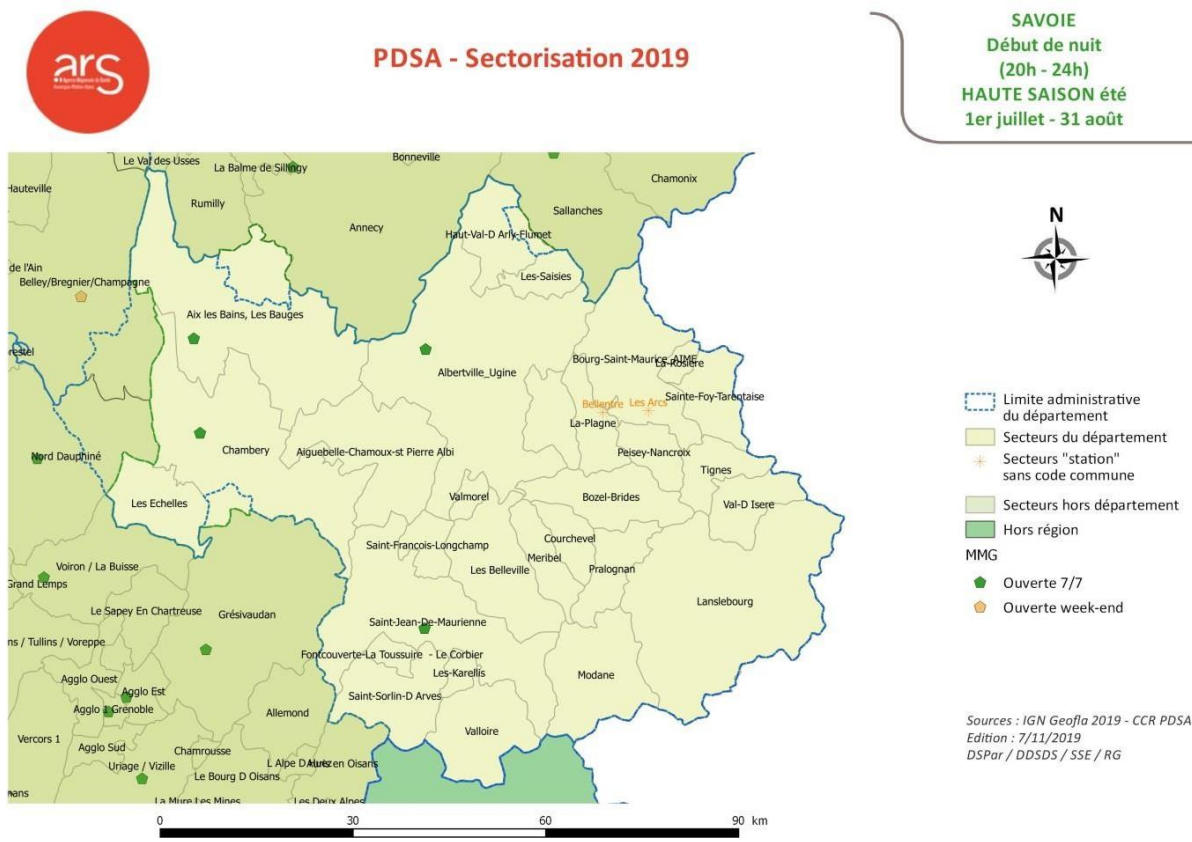 ars
PDSA - Sectorisation 2019
SAVOIE
Début de nuit
(20h - 24h)
HAUTE SAISON été
1er juillet - 31 août
Le Val des Usses
La Balme de Sillingy
Bonneville
Chamonix
Hauteville
Rumilly
Sallanches
Annecy
Haut-Val-D Arly-Flumet
de l'Ain
Belley/Bregnier/Champagne
Les-Saisies
Aix les Bains, Les Bauges
restel
Albertville_Ugine
Bourg-Saint-Maurice_AIME
La-Rosière
Sainte-Foy-Tarentaise
Bellentre
Les Arcs
La-Plagne
Nord Dauphiné
Chambery
Aiguebelle-Chamoux-st Pierre Albi
Peisey-Nancroix
Tignes
Les Echelles
Valmorel
Bozel-Brides
Val-D Isere
Saint-François-Longchamp
Courchevel
Meribel
Les Belleville
Pralognan
Voiron / La Buisse
Grand Lemps
Lanslebourg
Le Sapey En Chartreuse
Grésivaudan
Saint-Jean-De-Maurienne
ns / Tullins / Voreppe
Fontcouverte-La Toussuire - Le Corbier
Les-Karellis
Modane
Agglo Ouest
Agglo Est
Agglo 1 Grenoble
Saint-Sorlin-D Arves
Allemond
Valloire
Vercors 1
Agglo Sud
Chamrousse
Uriage / Vizille
Le Bourg D Oisans
L Alpe D
en Oisans
La Mure Les Mines
Les Deux Alpes
nans
0
30
60
90 km
N
Limite administrative
du département
Secteurs du département
Secteurs "station"
sans code commune
Secteurs hors département
Hors région
MMG
Ouverte 7/7
Ouverte week-end
Sources : IGN Geofla 2019 - CCR PDSA
Edition : 7/11/2019
DSPar / DDSDS / SSE / RG